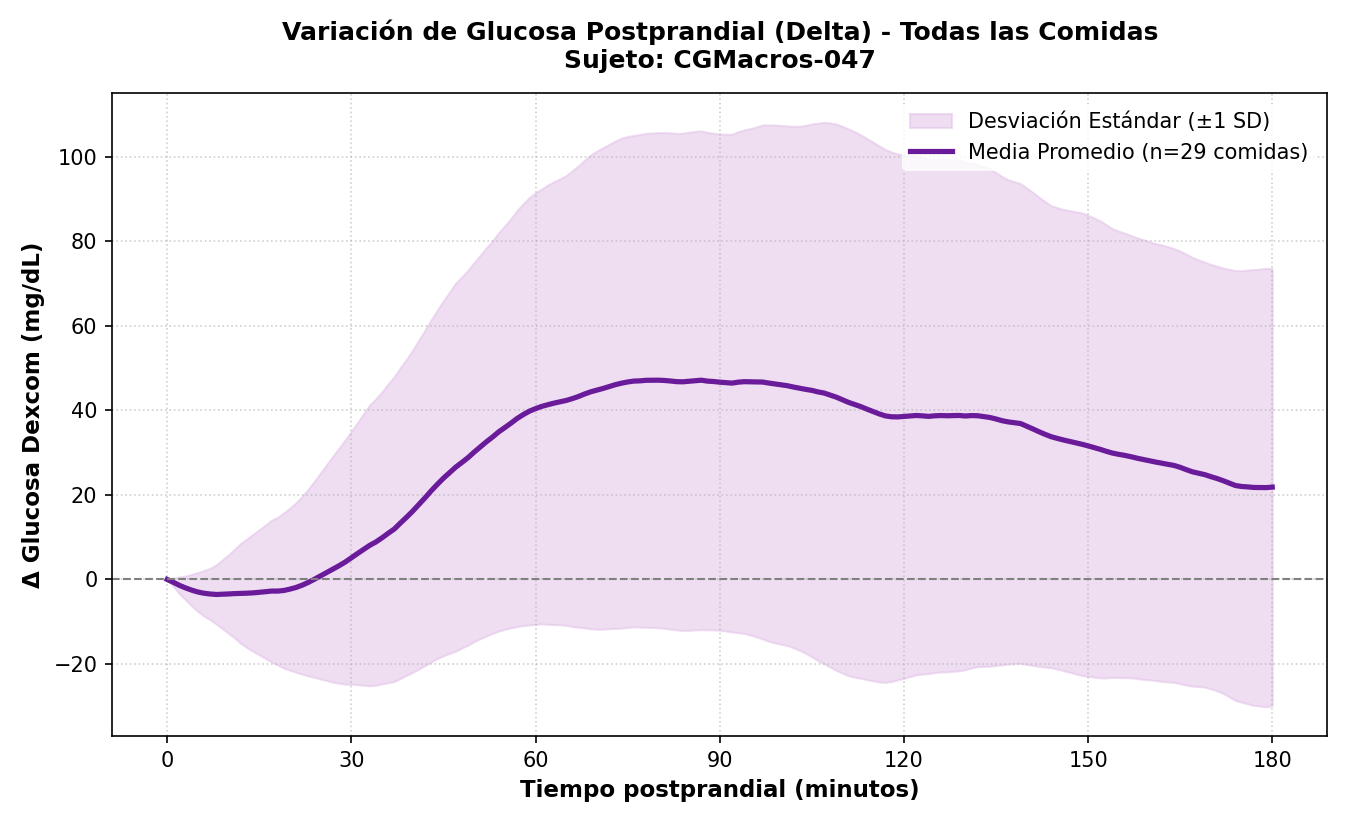 Variación de Glucosa Postprandial (Delta) - Todas las Comidas
Sujeto: CGMacros-047
Desviación Estándar (±1 SD)
Media Promedio (n=29 comidas)
Δ Glucosa Dexcom (mg/dL)
100
80
60
40
20
0
−20
0 30 60 90 120 150 180
Tiempo postprandial (minutos)